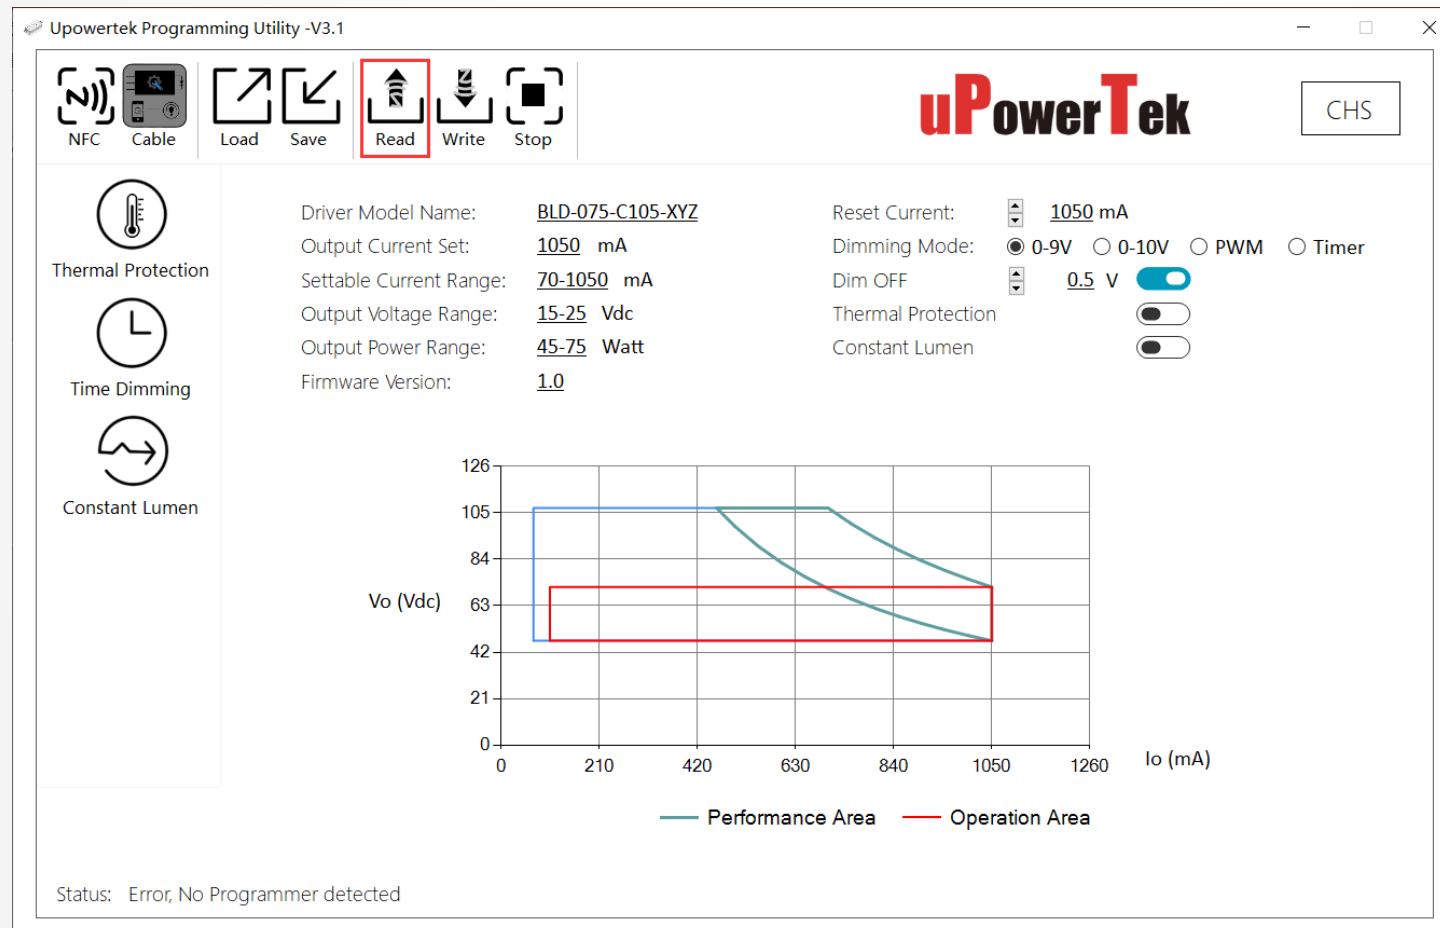 Upowertek Programming Utility -V3.1
NFC Cable Load Save Read Write Stop
uPowerTek
CHS
Thermal Protection
Time Dimming
Constant Lumen
Driver Model Name: BLD-075-C105-XYZ
Output Current Set: 1050 mA
Settable Current Range: 70-1050 mA
Output Voltage Range: 15-25 Vdc
Output Power Range: 45-75 Watt
Firmware Version: 1.0
Reset Current: 1050 mA
Dimming Mode: 0-9V 0-10V PWM Timer
Dim OFF 0.5 V
Thermal Protection
Constant Lumen
126
105
84
63
42
21
0
Vo (Vdc)
0 210 420 630 840 1050 1260
Io (mA)
Performance Area Operation Area
Status: Error, No Programmer detected